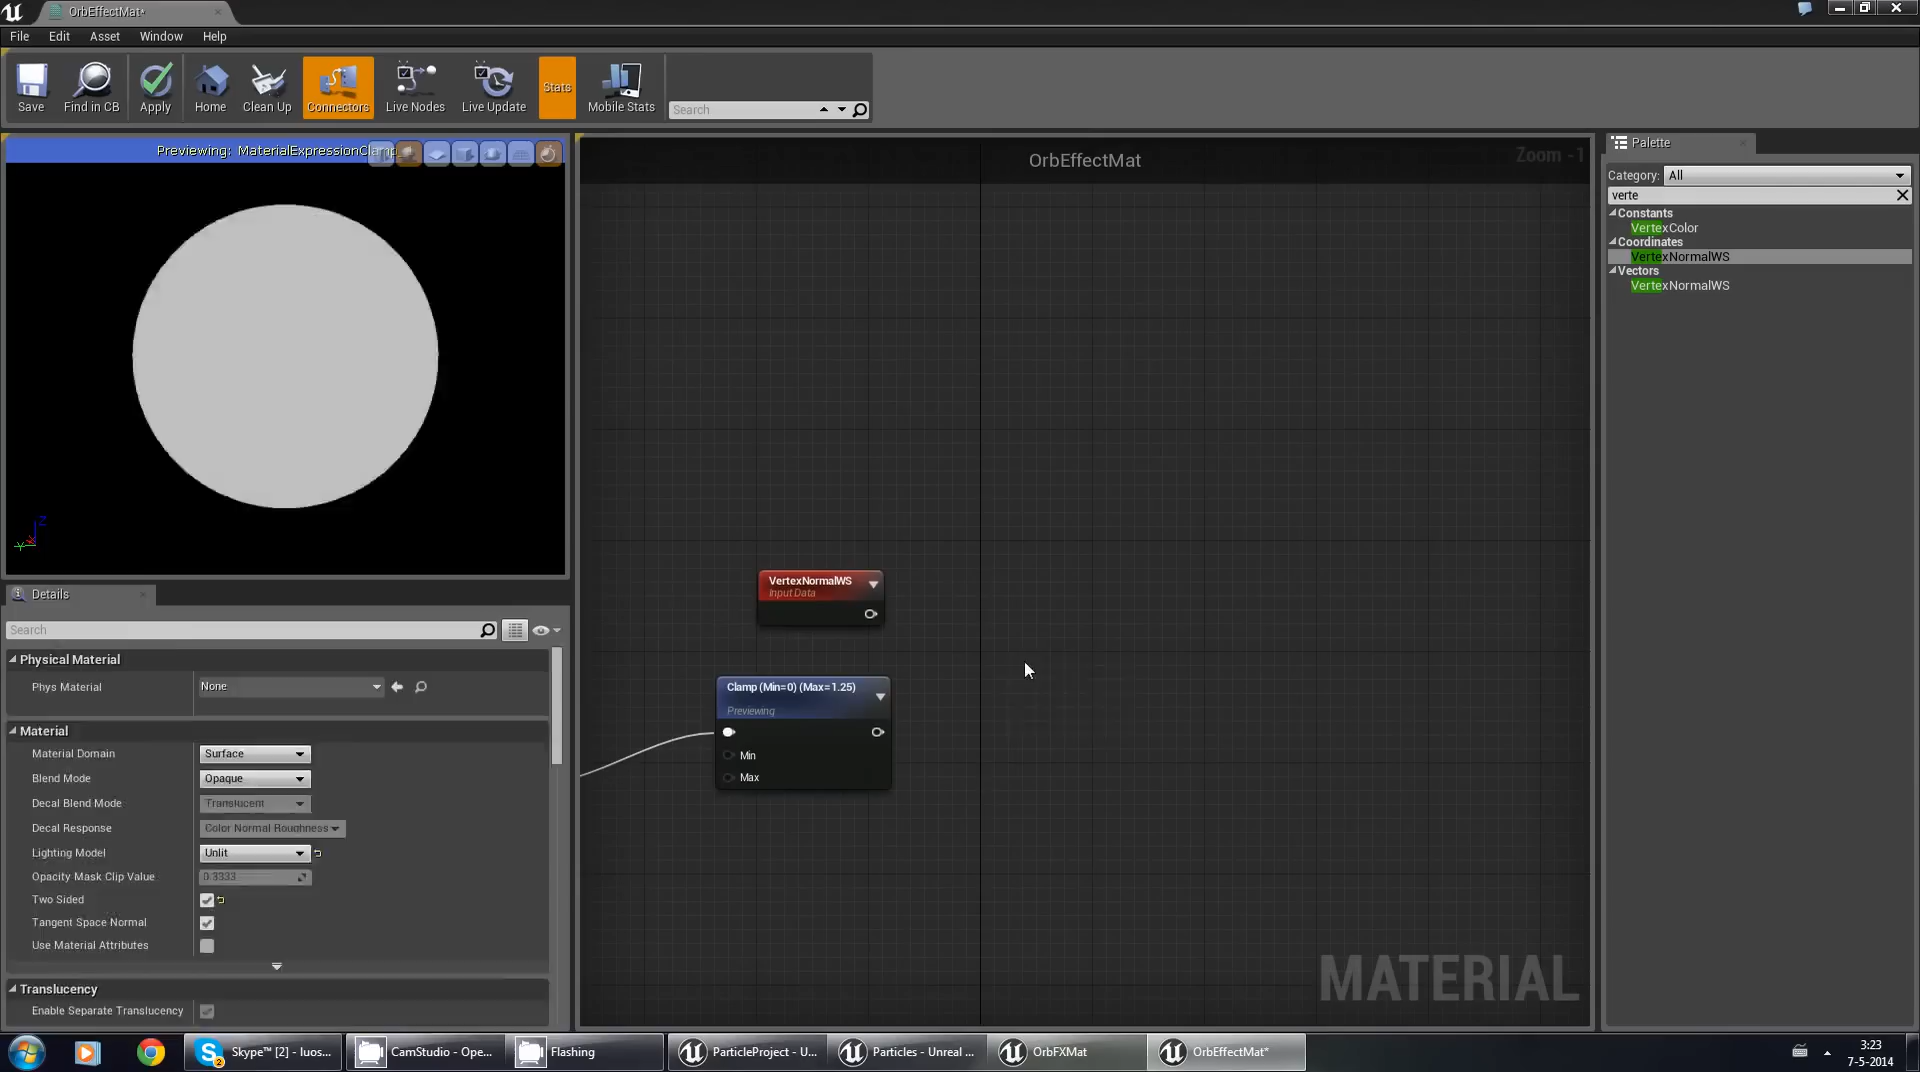 OrbEffectMat*
File Edit Asset Window Help
Save Find in CB Apply Home Clean Up Connectors Live Nodes Live Update Stats Mobile Stats Search
Previewing: MaterialExpressionClamp
OrbEffectMat
Zoom -1
Palette
Category: All
verte
Constants
VertexColor
Coordinates
VertexNormalWS
Vectors
VertexNormalWS
Z
VertexNormalWS
Input Data
Clamp (Min=0) (Max=1.25)
Previewing
Min
Max
MATERIAL
Details
Search
Physical Material
Phys Material None
Material
Material Domain Surface
Blend Mode Opaque
Decal Blend Mode Translucent
Decal Response Color Normal Roughness
Lighting Model Unlit
Opacity Mask Clip Value 0.3333
Two Sided
Tangent Space Normal
Use Material Attributes
Translucency
Enable Separate Translucency
Skype™ [2] - luos... CamStudio - Ope... Flashing ParticleProject - U... Particles - Unreal ... OrbFXMat OrbEffectMat*
3:23
7-5-2014